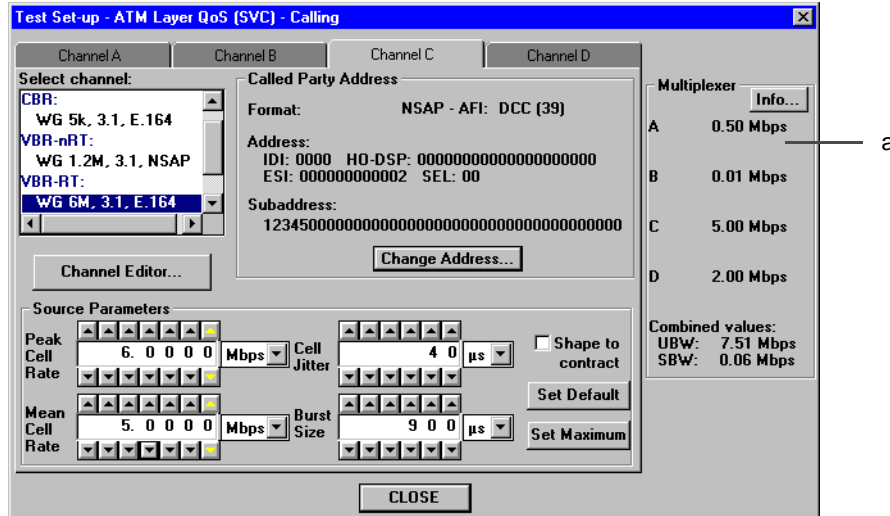 Test Set-up - ATM Layer QoS (SVC) - Calling
Channel A
Channel B
Channel C
Channel D
Select channel:
CBR:
WG 5k, 3.1, E.164
VBR-nRT:
WG 1.2M, 3.1, NSAP
VBR-RT:
WG 6M, 3.1, E.164
Channel Editor...
Called Party Address
Format: NSAP - AFI: DCC (39)
Address:
IDI: 0000 HO-DSP: 00000000000000000000
ESI: 000000000002 SEL: 00
Subaddress:
1234500000000000000000000000000000000000
Change Address...
Multiplexer
Info...
A 0.50 Mbps
a
B 0.01 Mbps
C 5.00 Mbps
D 2.00 Mbps
Combined values:
UBW: 7.51 Mbps
SBW: 0.06 Mbps
Source Parameters
Peak Cell Rate
6. 0 0 0 0
Mbps
Cell Jitter
4 0
µs
Shape to contract
Set Default
Mean Cell Rate
5. 0 0 0 0
Mbps
Burst Size
9 0 0
µs
Set Maximum
CLOSE